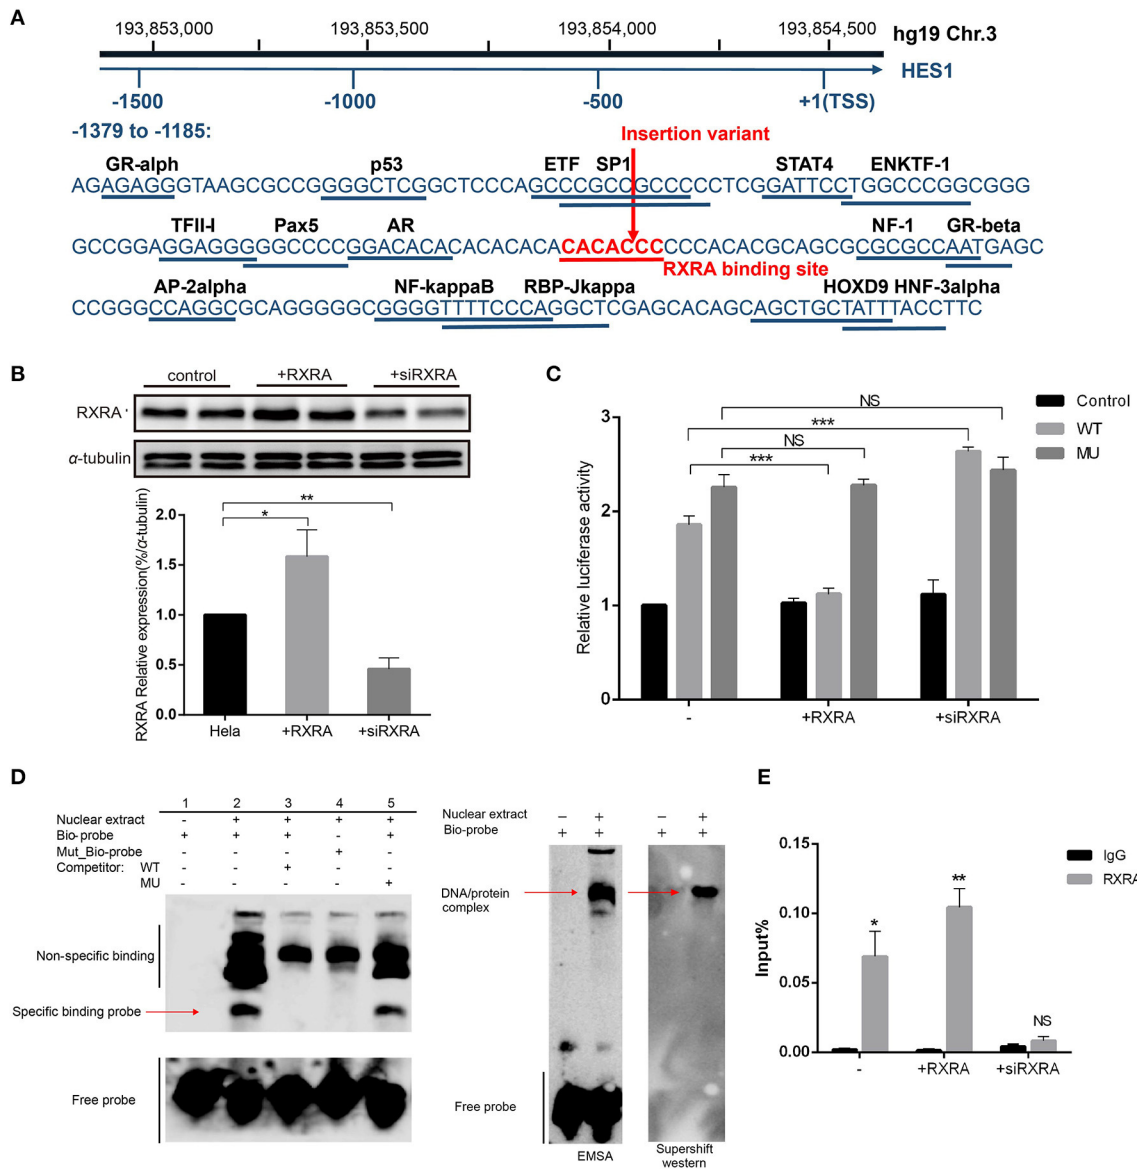 A
193,853,000 193,853,500 193,854,000 193,854,500 hg19 Chr.3
HES1
-1500 -1000 -500 +1(TSS)
-1379 to -1185:
Insertion variant
GR-alph p53 ETF SP1 STAT4 ENKTF-1
AGAGAGGGTAAGCGCCGGGGCTCGGCTCCCAGCCCGCCGCCCCCTCGGATTCCTGGCCCGGCGGG
TFII-I Pax5 AR NF-1 GR-beta
GCCGGAGGAGGGGGCCCCGGACACACACACACACACACCCCCCACACGCAGCGCGCGCCAATGAGC
RXRA binding site
AP-2alpha NF-kappaB RBP-Jkappa HOXD9 HNF-3alpha
CCGGGCCAGGCGCAGGGGGCGGGGTTTTCCCAGGCTCGAGCACAGCAGCTGCTATTTACCTTC
B
control +RXRA +siRXRA
RXRA
α-tubulin
RXRA Relative expression(%/α-tubulin)
2.0
1.5
1.0
0.5
0.0
**
*
Hela +RXRA +siRXRA
C
Relative luciferase activity
3
2
1
0
NS
***
NS
***
- +RXRA +siRXRA
Control
WT
MU
D
1 2 3 4 5
Nuclear extract - + + + +
Bio-probe + + + - +
Mut_Bio-probe - - - + -
Competitor: WT - - + - -
MU - - - - +
Non-specific binding
Specific binding probe
Free probe
Nuclear extract − + − +
Bio-probe + + + +
DNA/protein
complex
Free probe
EMSA
Supershift
western
E
Input%
0.15
0.10
0.05
0.00
*
**
NS
- +RXRA +siRXRA
IgG
RXRA